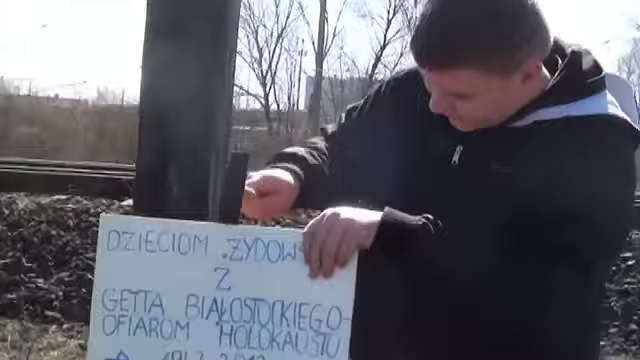 DZIECIOM ŻYDOW
Z
GETTA BIAŁOSTOCKIEGO-
OFIAROM HOLOKAUSTU